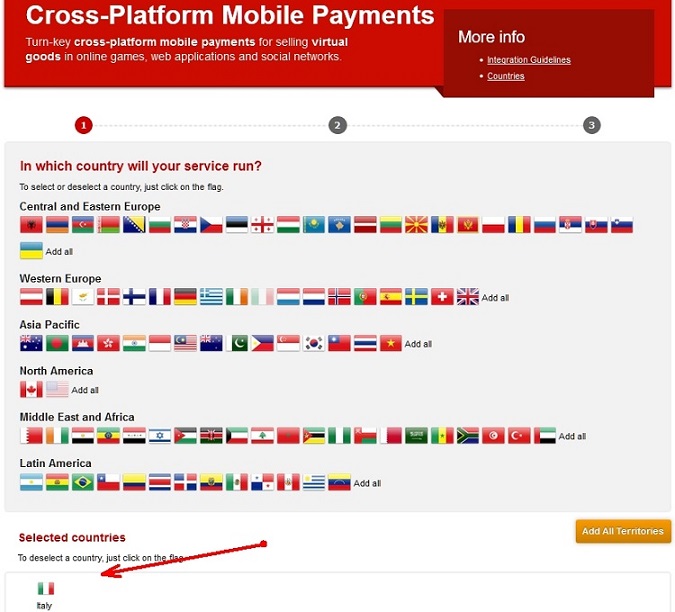 Cross-Platform Mobile Payments
Turn-key cross-platform mobile payments for selling virtual
goods in online games, web applications and social networks.
More info
Integration Guidelines
Countries
1
2
3
In which country will your service run?
To select or deselect a country, just click on the flag.
Central and Eastern Europe
Add all
Western Europe
Add all
Asia Pacific
Add all
North America
Add all
Middle East and Africa
Add all
Latin America
Add all
Selected countries
Add All Territories
To deselect a country, just click on the flag.
Italy